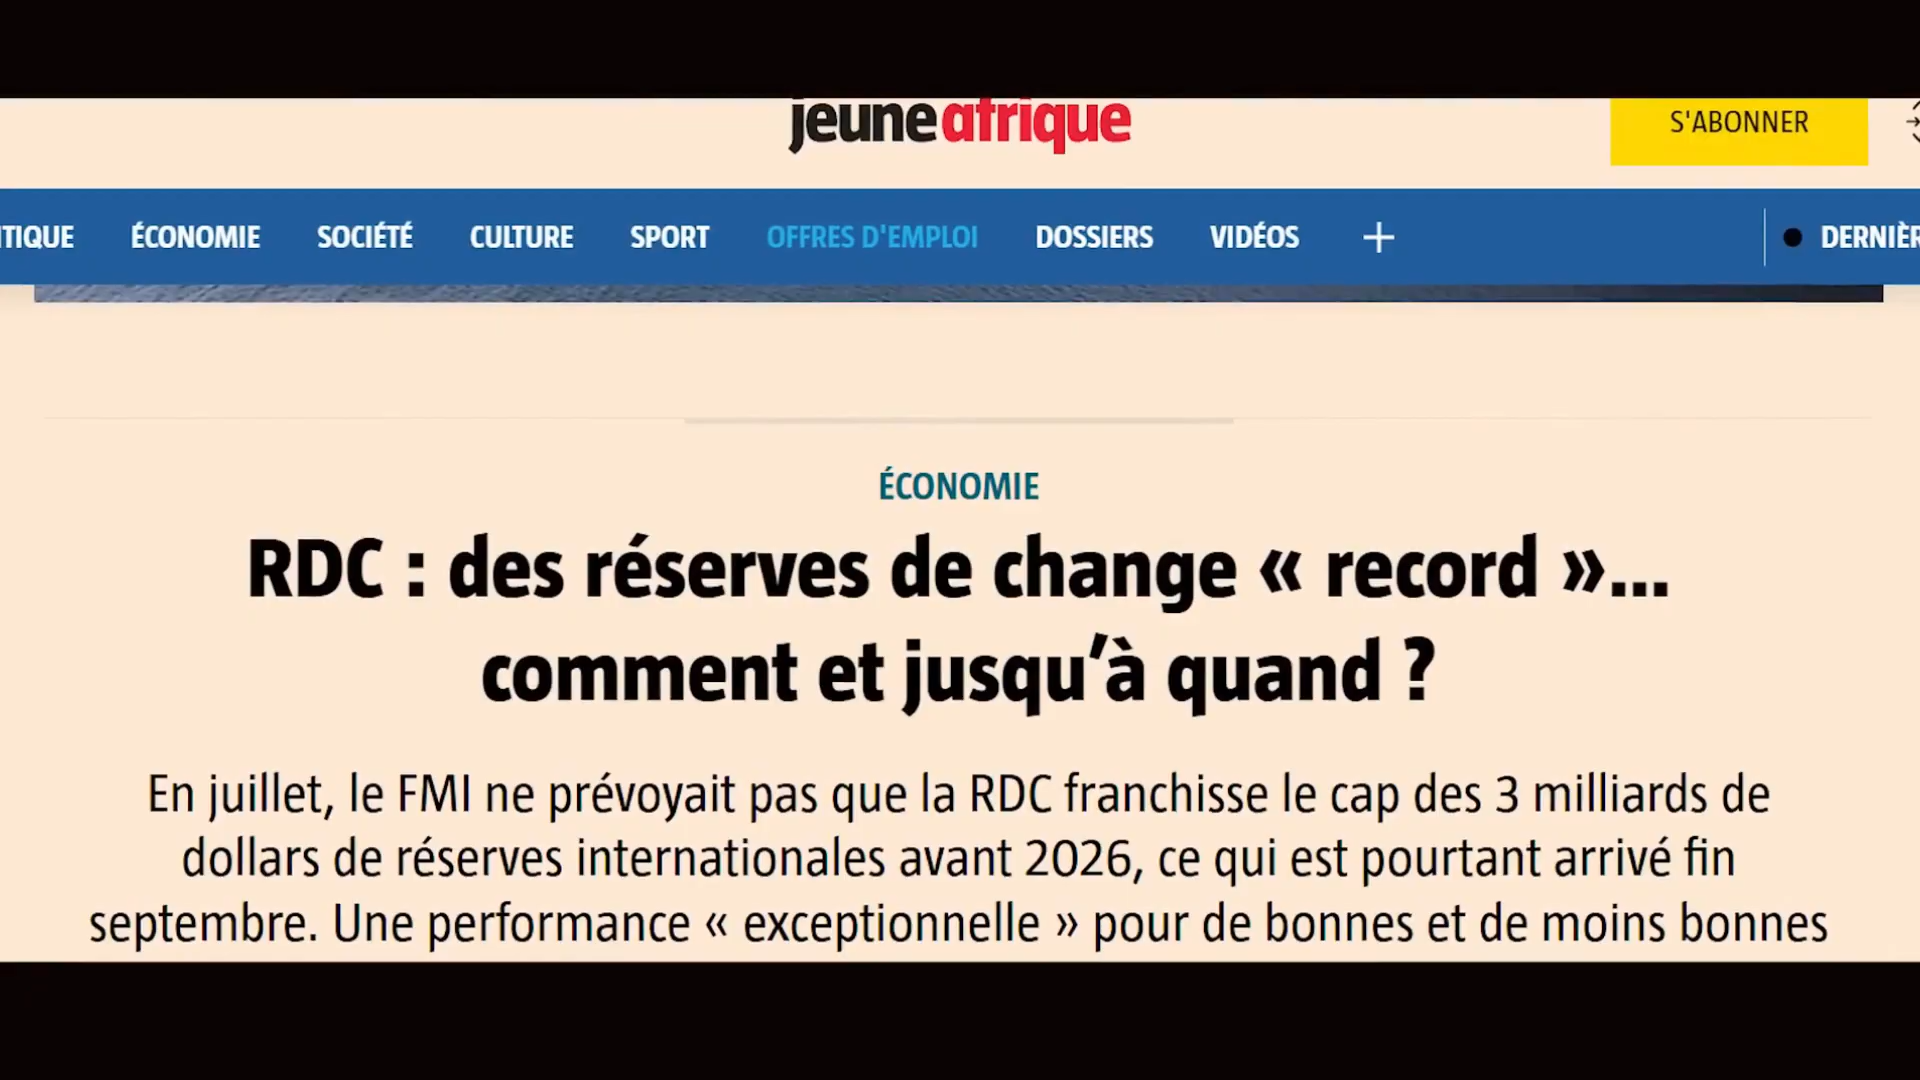 jeune afrique
S'ABONNER
ÉCONOMIE SOCIÉTÉ CULTURE SPORT OFFRES D'EMPLOI DOSSIERS VIDÉOS +
ÉCONOMIE
RDC : des réserves de change « record »...
comment et jusqu’à quand ?
En juillet, le FMI ne prévoyait pas que la RDC franchisse le cap des 3 milliards de
dollars de réserves internationales avant 2026, ce qui est pourtant arrivé fin
septembre. Une performance « exceptionnelle » pour de bonnes et de moins bonnes